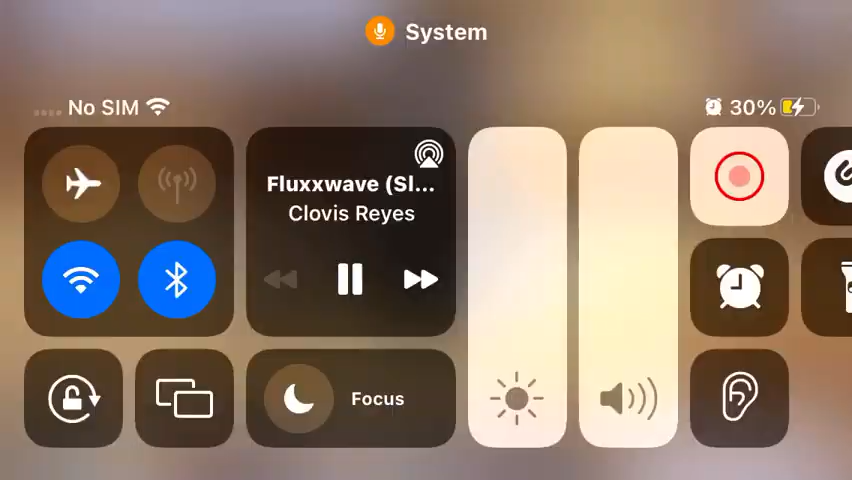 System
No SIM
30%
Fluxxwave (Sl...
Clovis Reyes
Focus